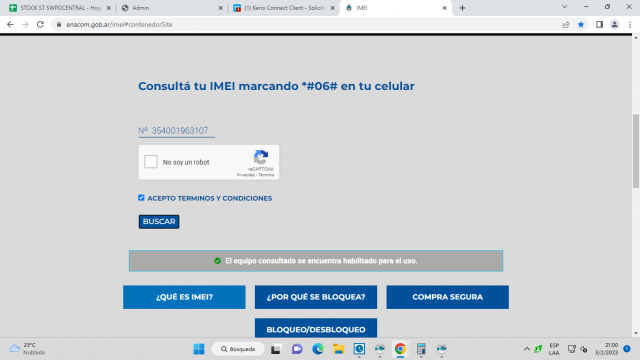 STOCK ST SWPOCENTRAL - Hoja
Admin
(1) Kerio Connect Client - Solicitu
IMEI
enacom.gob.ar/imei#contenedorSite
Consultá tu IMEI marcando *#06# en tu celular
Nº 354001963107
No soy un robot
reCAPTCHA
Privacidad - Términos
ACEPTO TERMINOS Y CONDICIONES
BUSCAR
El equipo consultado se encuentra habilitado para el uso.
¿QUÉ ES IMEI?
¿POR QUÉ SE BLOQUEA?
COMPRA SEGURA
BLOQUEO/DESBLOQUEO
23°C
Nublado
Búsqueda
ESP
LAA
21:00
3/2/2023